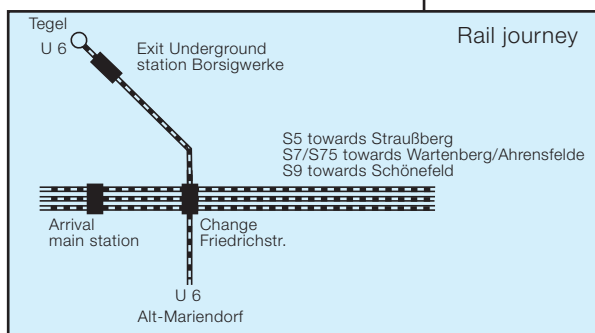 Rail journey
Tegel
U 6
Exit Underground
station Borsigwerke
S5 towards Straußberg
S7/S75 towards Wartenberg/Ahrensfelde
S9 towards Schönefeld
Arrival
main station
Change
Friedrichstr.
U 6
Alt-Mariendorf